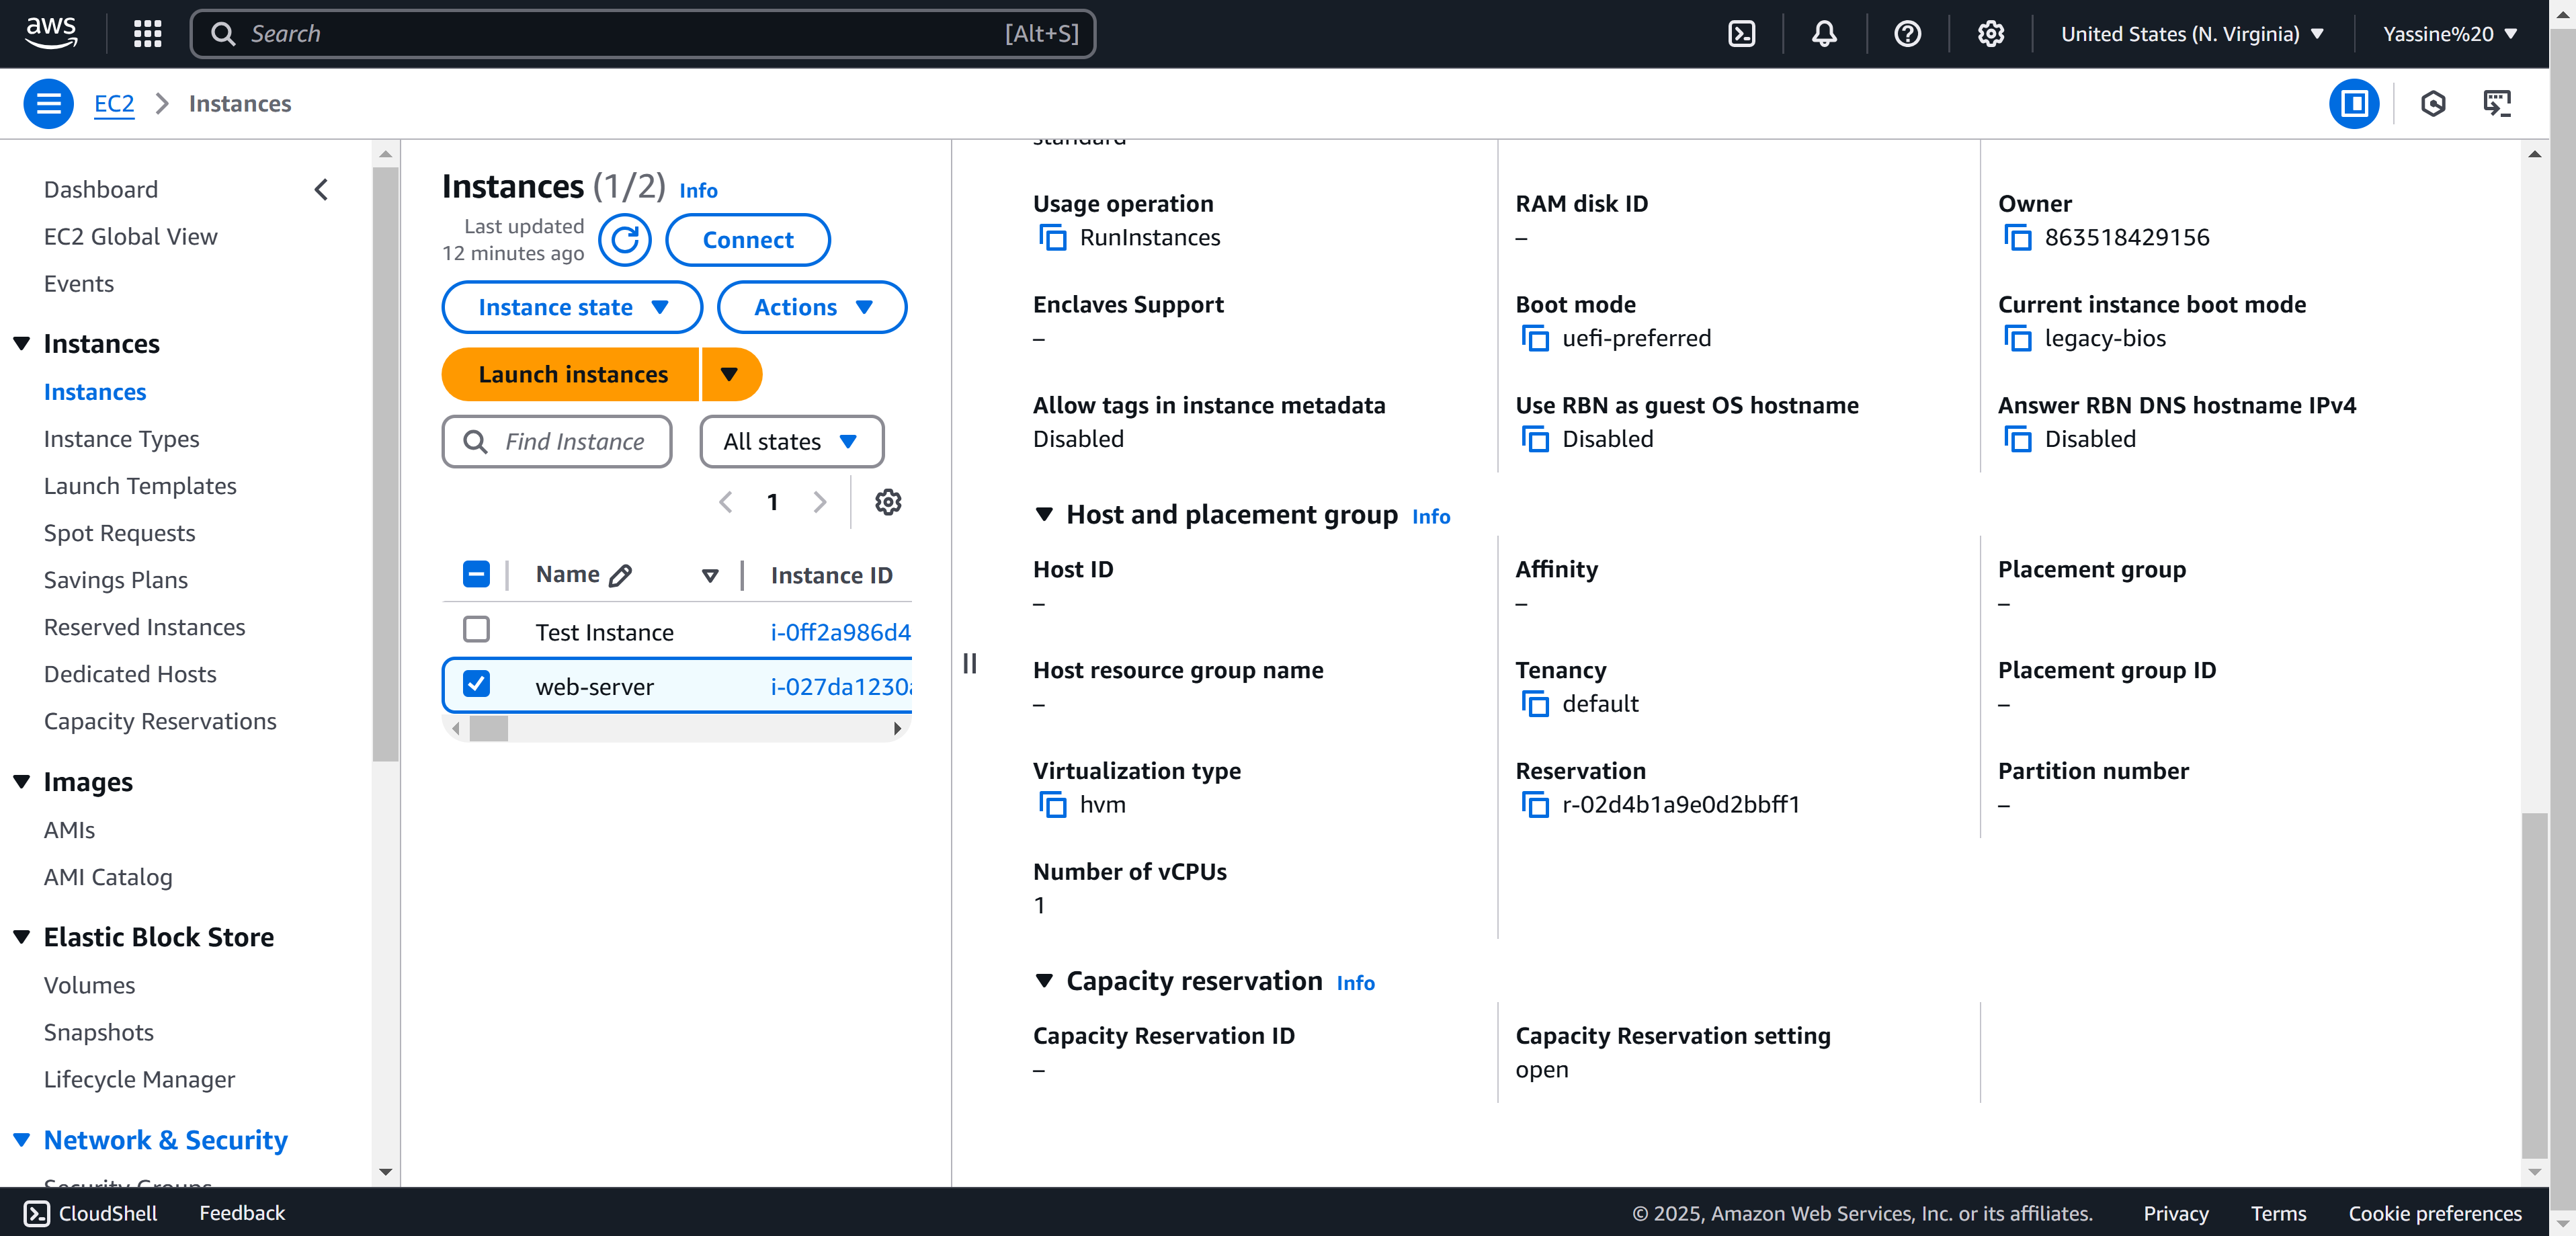 aws
Search
[Alt+S]
United States (N. Virginia)
Yassine%20
EC2
Instances
Dashboard
EC2 Global View
Events
Instances
Instances
Instance Types
Launch Templates
Spot Requests
Savings Plans
Reserved Instances
Dedicated Hosts
Capacity Reservations
Images
AMIs
AMI Catalog
Elastic Block Store
Volumes
Snapshots
Lifecycle Manager
Network & Security
Security Groups
Instances (1/2) Info
Last updated
12 minutes ago
Connect
Instance state
Actions
Launch instances
Find Instance
All states
1
Name
Instance ID
Test Instance
i-0ff2a986d4
web-server
i-027da1230
standard
Usage operation
RunInstances
RAM disk ID
–
Owner
863518429156
Enclaves Support
–
Boot mode
uefi-preferred
Current instance boot mode
legacy-bios
Allow tags in instance metadata
Disabled
Use RBN as guest OS hostname
Disabled
Answer RBN DNS hostname IPv4
Disabled
Host and placement group Info
Host ID
–
Affinity
–
Placement group
–
Host resource group name
–
Tenancy
default
Placement group ID
–
Virtualization type
hvm
Reservation
r-02d4b1a9e0d2bbff1
Partition number
–
Number of vCPUs
1
Capacity reservation Info
Capacity Reservation ID
–
Capacity Reservation setting
open
CloudShell
Feedback
© 2025, Amazon Web Services, Inc. or its affiliates.
Privacy
Terms
Cookie preferences